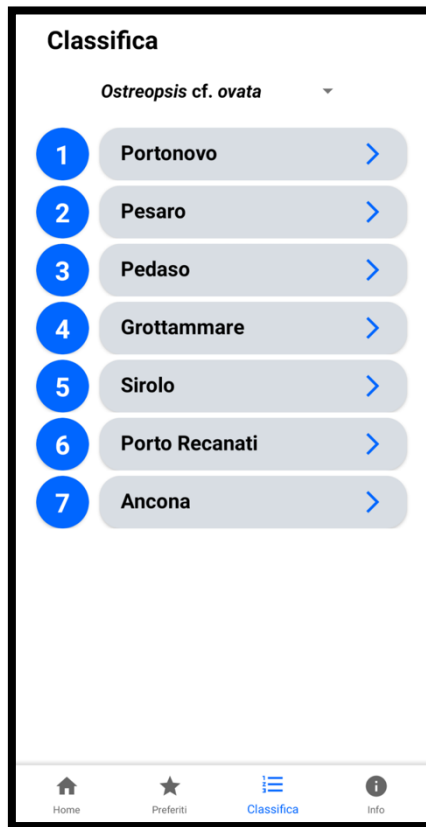 Classifica
Ostreopsis cf. ovata
1 Portonovo
2 Pesaro
3 Pedaso
4 Grottammare
5 Sirolo
6 Porto Recanati
7 Ancona
Home Preferiti Classifica Info